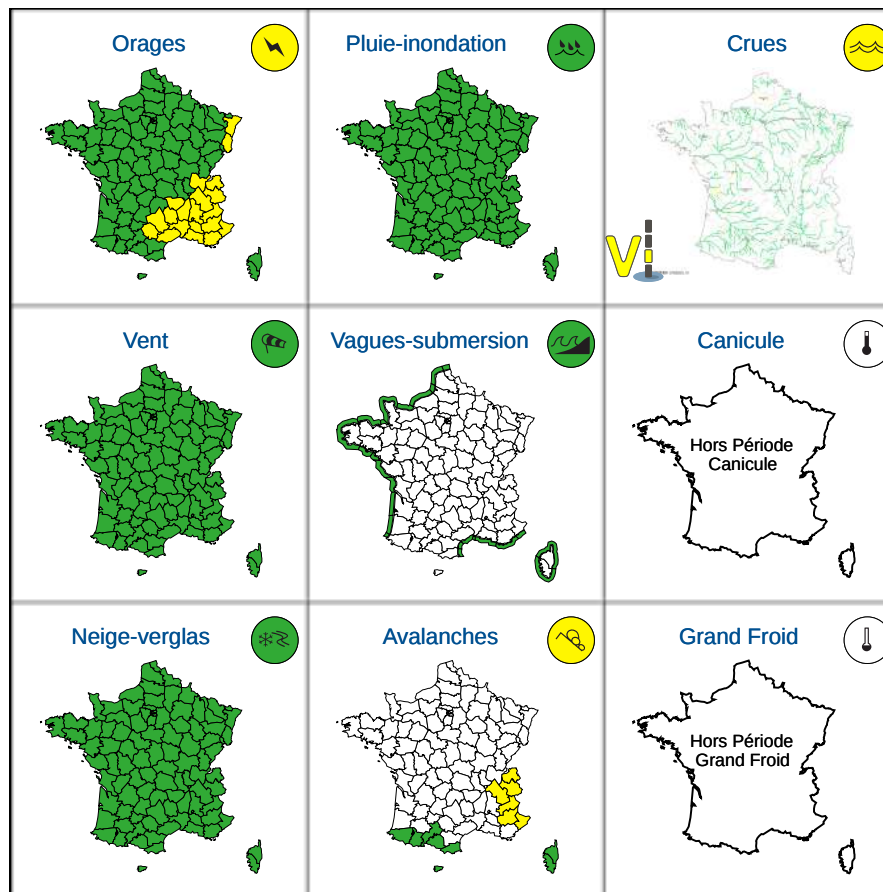 Orages
Pluie-inondation
Crues
Vent
Vagues-submersion
Canicule
Hors Période
Canicule
Neige-verglas
Avalanches
Grand Froid
Hors Période
Grand Froid